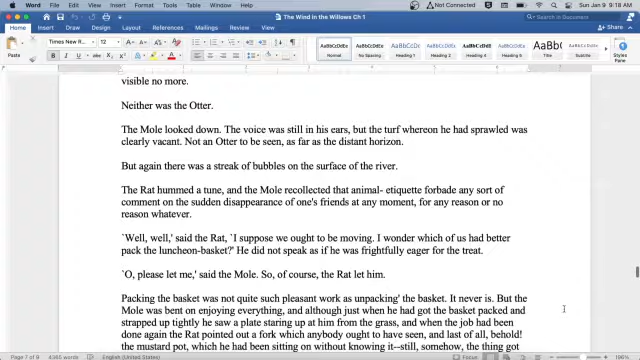 Word File Edit View Insert Format Tools Table Window Help
Not Connected
Sun Jan 9 9:18 AM
The Wind in the Willows Ch 1
Search in Document
Home Insert Draw Design Layout References Mailings Review View
Share
Paste
Times New R... 12
AaBbCcDdEe AaBbCcDdEe AaBbCcDc AaBbCcDdEe AaBbCcDdEe AaBb( AaBbCcDdEe
Normal Heading 1 Heading 2 Heading 4 Heading 5 Title Subtitle
Styles
Pane
visible no more.
Neither was the Otter.
The Mole looked down. The voice was still in his ears, but the turf whereon he had sprawled was
clearly vacant. Not an Otter to be seen, as far as the distant horizon.
But again there was a streak of bubbles on the surface of the river.
The Rat hummed a tune, and the Mole recollected that animal- etiquette forbade any sort of
comment on the sudden disappearance of one's friends at any moment, for any reason or no
reason whatever.
`Well, well,' said the Rat, `I suppose we ought to be moving. I wonder which of us had better
pack the luncheon-basket?' He did not speak as if he was frightfully eager for the treat.
`O, please let me,' said the Mole. So, of course, the Rat let him.
Packing the basket was not quite such pleasant work as unpacking' the basket. It never is. But the
Mole was bent on enjoying everything, and although just when he had got the basket packed and
strapped up tightly he saw a plate staring up at him from the grass, and when the job had been
done again the Rat pointed out a fork which anybody ought to have seen, and last of all, behold!
the mustard pot, which he had been sitting on without knowing it--still, somehow, the thing got
Page 7 of 9 4,165 words English (United States)
Focus
156%